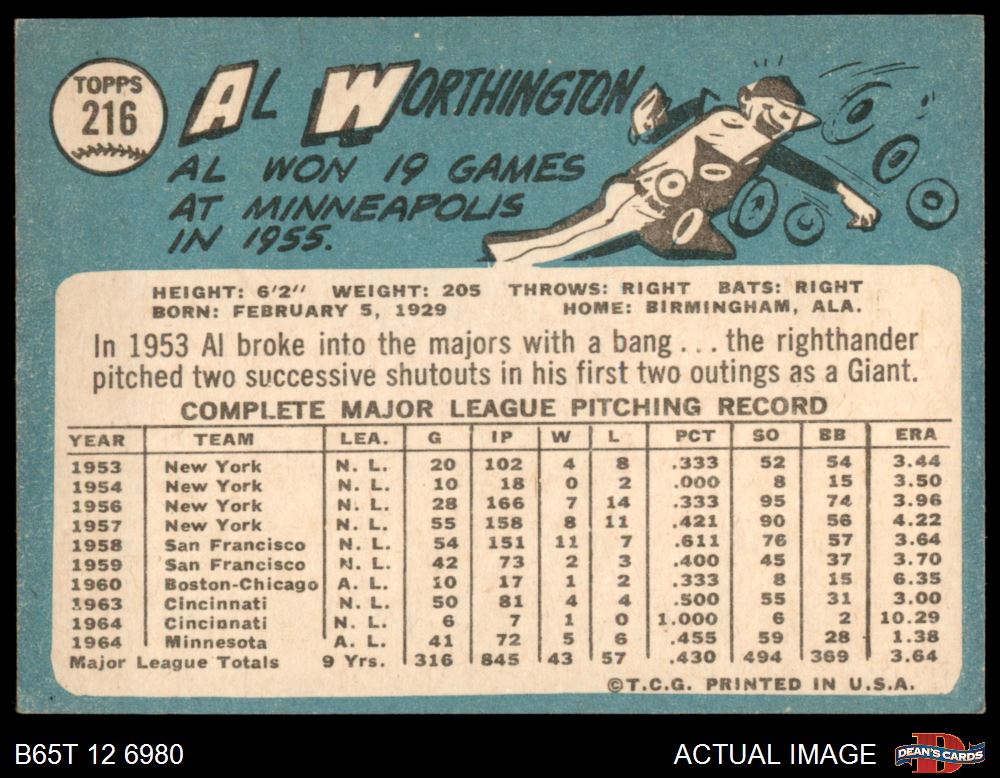 TOPPS
216
AL WORTHINGTON
AL WON 19 GAMES
AT MINNEAPOLIS
IN 1955.
HEIGHT: 6'2" WEIGHT: 205 THROWS: RIGHT BATS: RIGHT
BORN: FEBRUARY 5, 1929 HOME: BIRMINGHAM, ALA.
In 1953 Al broke into the majors with a bang . . . the righthander
pitched two successive shutouts in his first two outings as a Giant.
COMPLETE MAJOR LEAGUE PITCHING RECORD
YEAR TEAM LEA. G IP W L PCT SO BB ERA
1953 New York N. L. 20 102 4 8 .333 52 54 3.44
1954 New York N. L. 10 18 0 2 .000 8 15 3.50
1956 New York N. L. 28 166 7 14 .333 95 74 3.96
1957 New York N. L. 55 158 8 11 .421 90 56 4.22
1958 San Francisco N. L. 54 151 11 7 .611 76 57 3.64
1959 San Francisco N. L. 42 73 2 3 .400 45 37 3.70
1960 Boston-Chicago A. L. 10 17 1 2 .333 8 15 6.35
1963 Cincinnati N. L. 50 81 4 4 .500 55 31 3.00
1964 Cincinnati N. L. 6 7 1 0 1.000 6 2 10.29
1964 Minnesota A. L. 41 72 5 6 .455 59 28 1.38
Major League Totals 9 Yrs. 316 845 43 57 .430 494 369 3.64
©T.C.G. PRINTED IN U.S.A.
B65T 12 6980 ACTUAL IMAGE DEAN'S CARDS